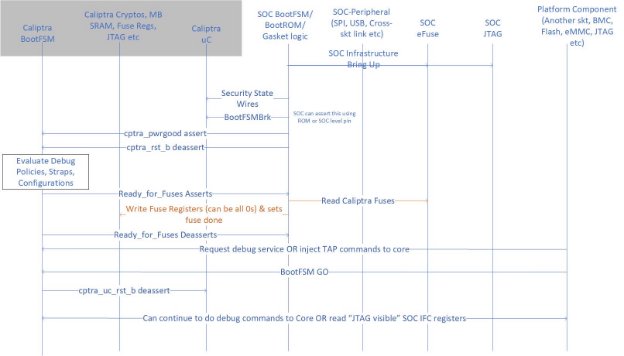 Caliptra
BootFSM
Caliptra Cryptos, MB
SRAM, Fuse Regs,
JTAG etc
Caliptra
uC
SOC BootFSM/
BootROM/
Gasket logic
SOC-Peripheral
(SPI, USB, Cross-
skt link etc)
SOC
eFuse
SOC
JTAG
Platform Component
(Another skt, BMC,
Flash, eMMC, JTAG
etc)
SOC Infrastructure
Bring Up
Security State
Wires
BootFSMBrk
SOC can assert this using
ROM or SOC level pin
cptra_pwrgood assert
cptra_rst_b deassert
Evaluate Debug
Policies, Straps,
Configurations
Ready_for_Fuses Asserts
Read Caliptra Fuses
Write Fuse Registers (can be all 0s) & sets
fuse done
Ready_for_Fuses Deasserts
Request debug service OR inject TAP commands to core
BootFSM GO
cptra_uc_rst_b deassert
Can continue to do debug commands to Core OR read "JTAG visible" SOC IFC registers